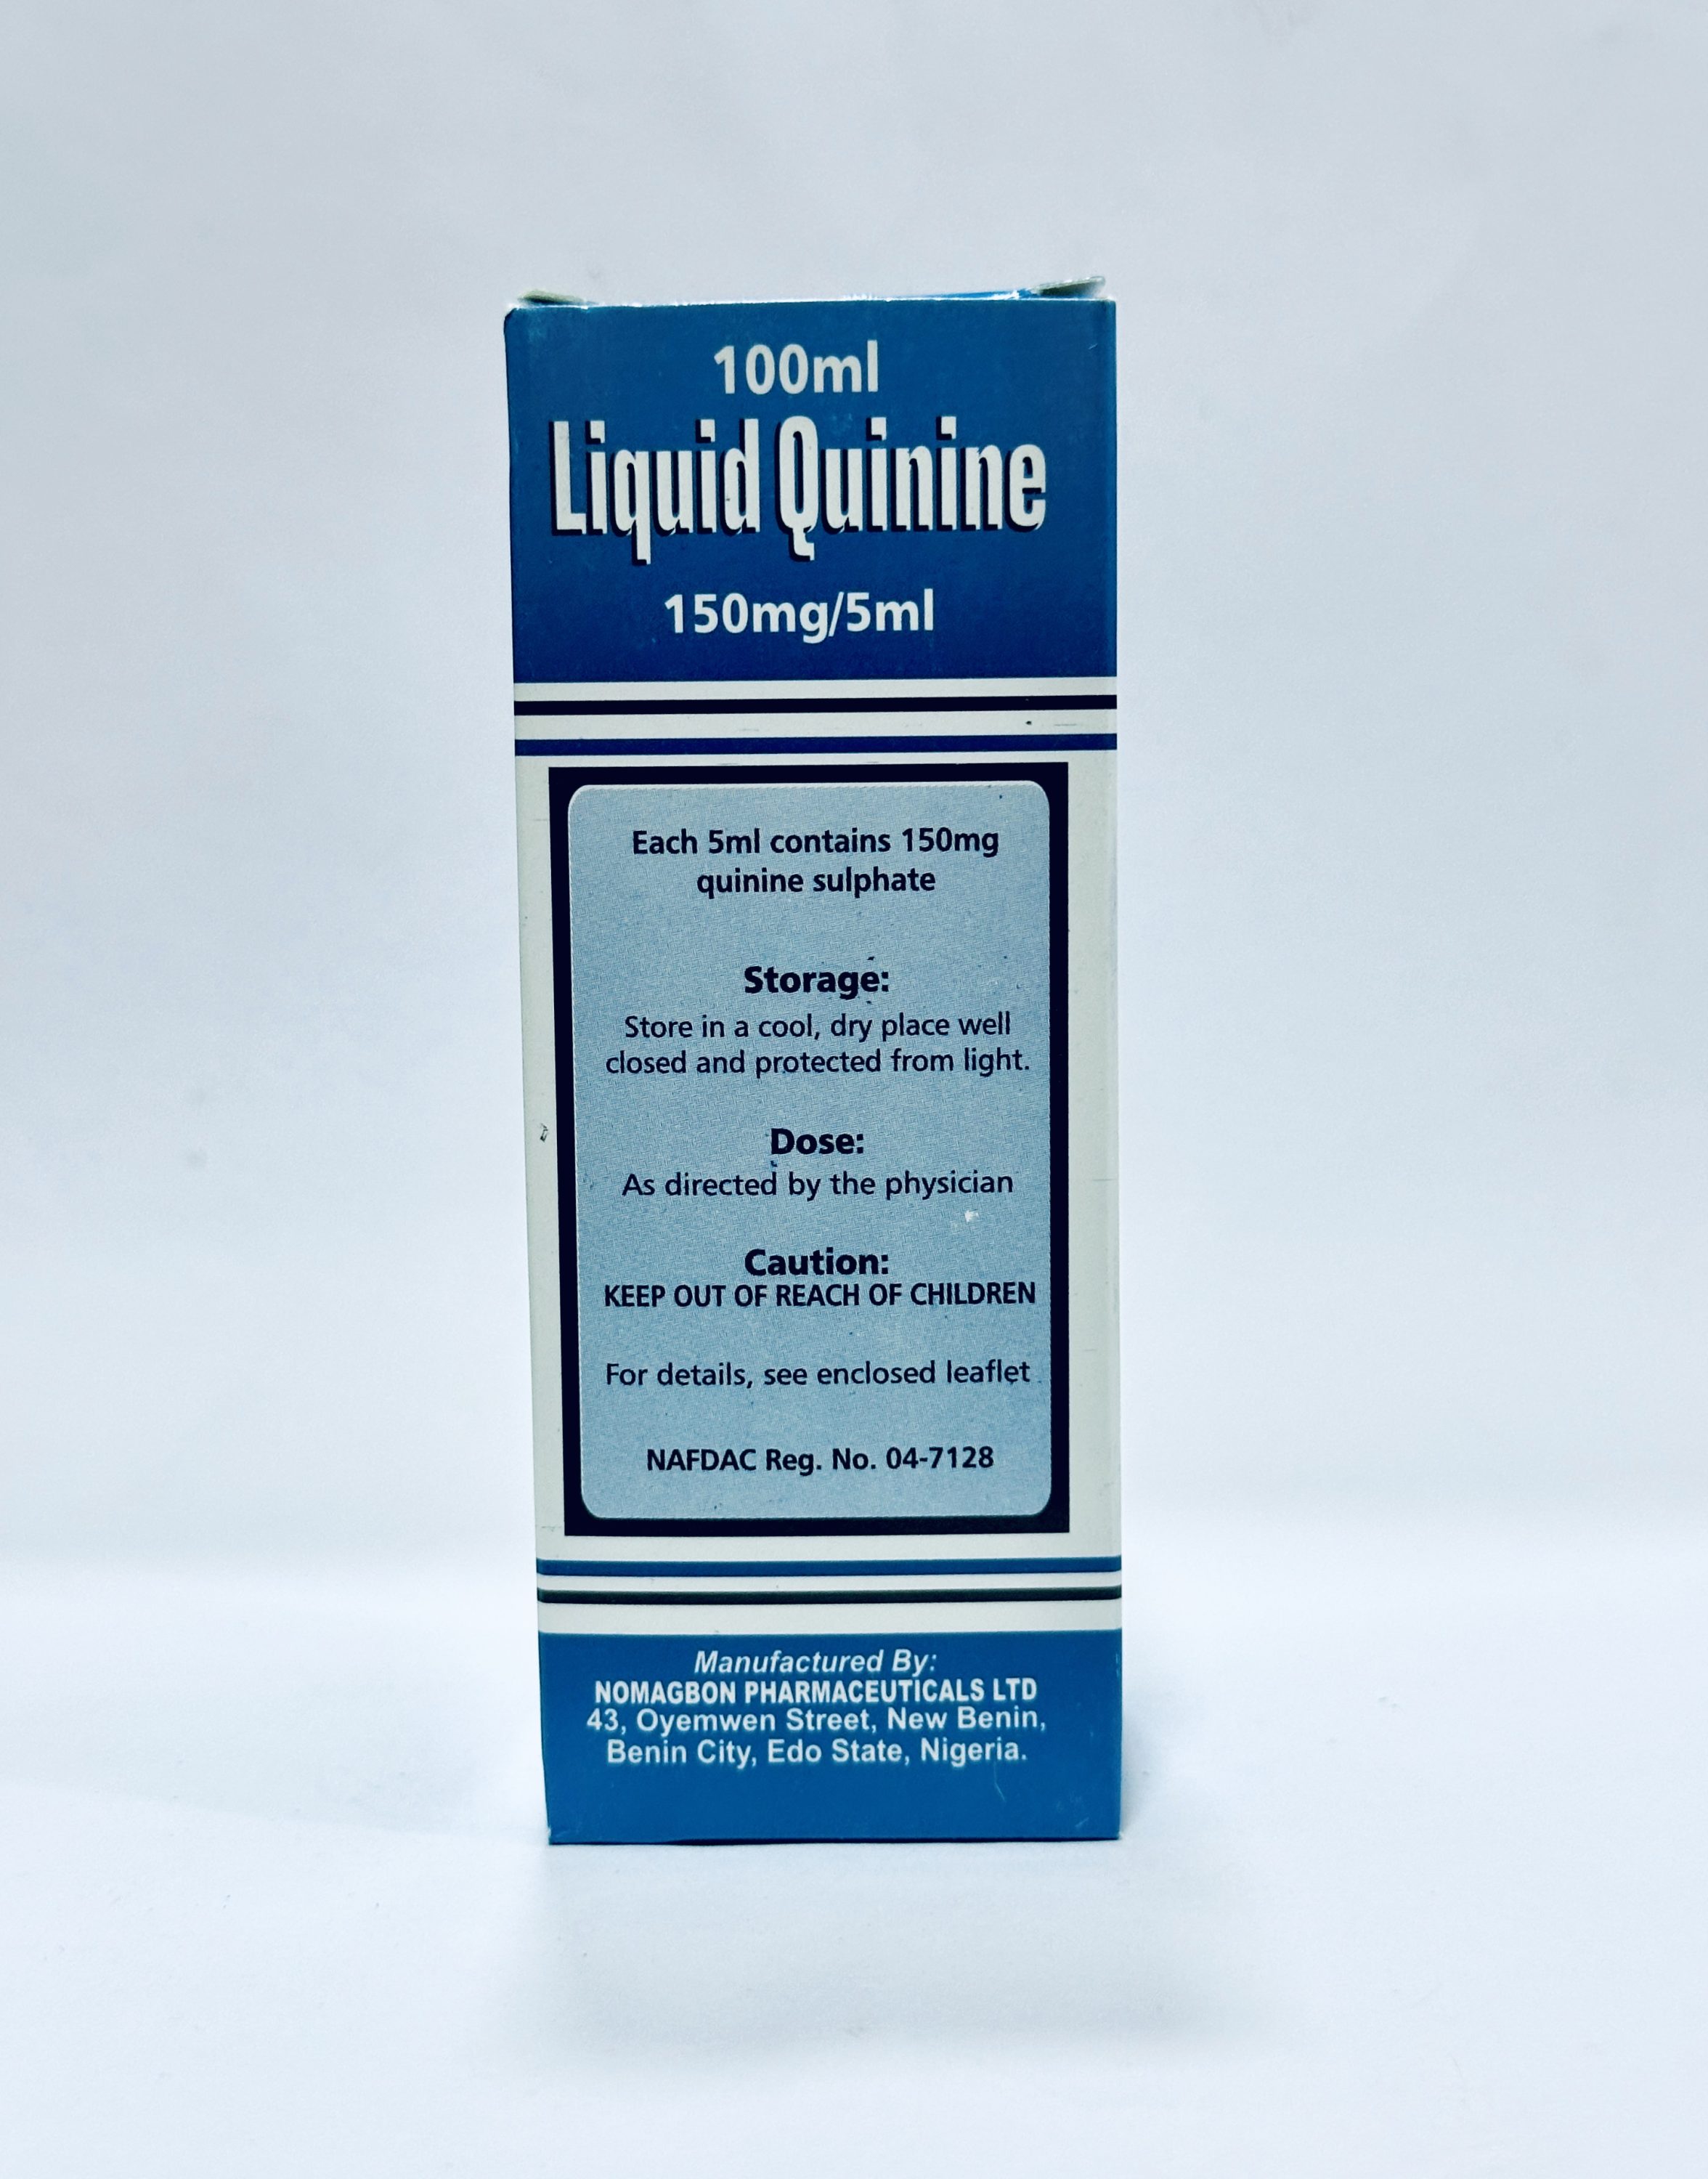 100ml
Liquid Quinine
150mg/5ml
Each 5ml contains 150mg
quinine sulphate
Storage:
Store in a cool, dry place well
closed and protected from light.
Dose:
As directed by the physician
Caution:
KEEP OUT OF REACH OF CHILDREN
For details, see enclosed leaflet.
NAFDAC Reg. No. 04-7128
Manufactured By:
NOMAGBON PHARMACEUTICALS LTD
43, Oyemwen Street, New Benin,
Benin City, Edo State, Nigeria.